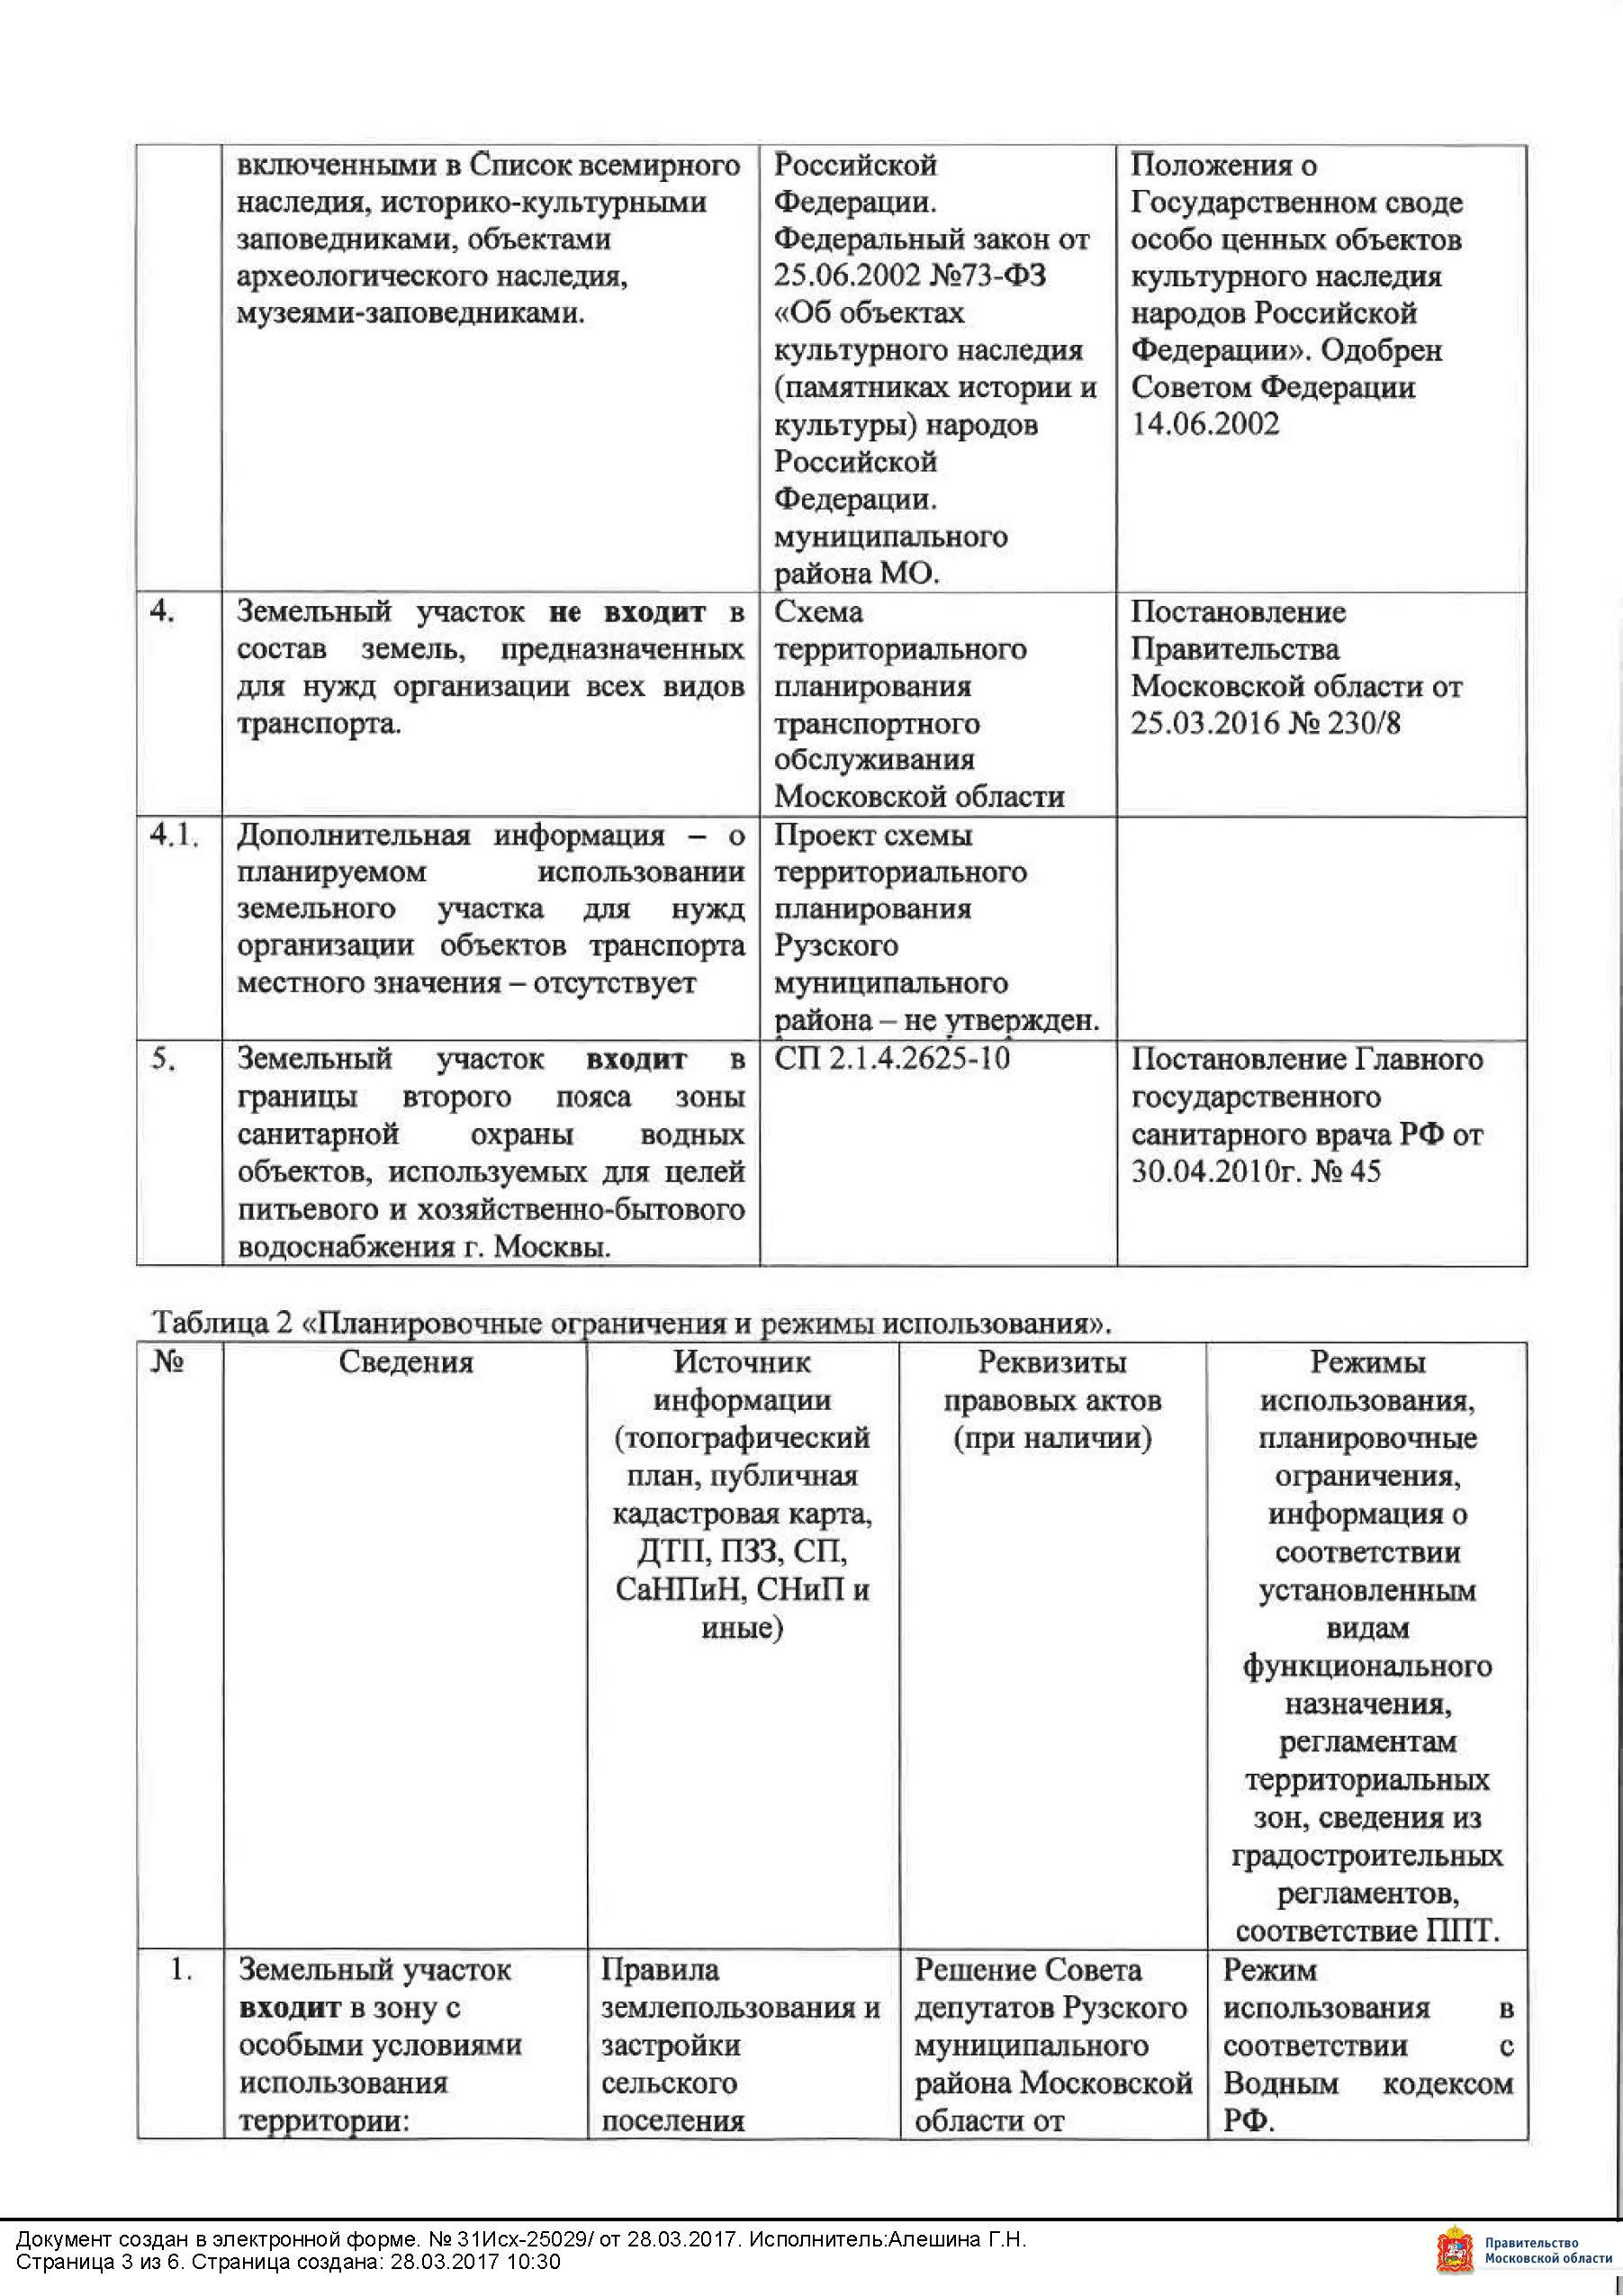 включенными в Список всемирного
наследия, историко-культурными
заповедниками, объектами
археологического наследия,
музеями-заповедниками.
Российской
Федерации.
Федеральный закон от
25.06.2002 №73-ФЗ
«Об объектах
культурного наследия
(памятниках истории и
культуры) народов
Российской
Федерации.
муниципального
района МО.
Положения о
Государственном своде
особо ценных объектов
культурного наследия
народов Российской
Федерации». Одобрен
Советом Федерации
14.06.2002
4.
Земельный участок не входит в
состав земель, предназначенных
для нужд организации всех видов
транспорта.
Схема
территориального
планирования
транспортного
обслуживания
Московской области
Постановление
Правительства
Московской области от
25.03.2016 № 230/8
4.1.
Дополнительная информация – о
планируемом использовании
земельного участка для нужд
организации объектов транспорта
местного значения – отсутствует
Проект схемы
территориального
планирования
Рузского
муниципального
района – не утвержден.
5.
Земельный участок входит в
границы второго пояса зоны
санитарной охраны водных
объектов, используемых для целей
питьевого и хозяйственно-бытового
водоснабжения г. Москвы.
СП 2.1.4.2625-10
Постановление Главного
государственного
санитарного врача РФ от
30.04.2010г. № 45
Таблица 2 «Планировочные ограничения и режимы использования».
№
Сведения
Источник
информации
(топографический
план, публичная
кадастровая карта,
ДТП, ПЗЗ, СП,
СаНПиН, СНиП и
иные)
Реквизиты
правовых актов
(при наличии)
Режимы
использования,
планировочные
ограничения,
информация о
соответствии
установленным
видам
функционального
назначения,
регламентам
территориальных
зон, сведения из
градостроительных
регламентов,
соответствие ППТ.
1.
Земельный участок
входит в зону с
особыми условиями
использования
территории:
Правила
землепользования и
застройки
сельского
поселения
Решение Совета
депутатов Рузского
муниципального
района Московской
области от
Режим
использования в
соответствии с
Водным кодексом
РФ.
Документ создан в электронной форме. № 31Исх-25029/ от 28.03.2017. Исполнитель:Алешина Г.Н.
Страница 3 из 6. Страница создана: 28.03.2017 10:30
Правительство
Московской области